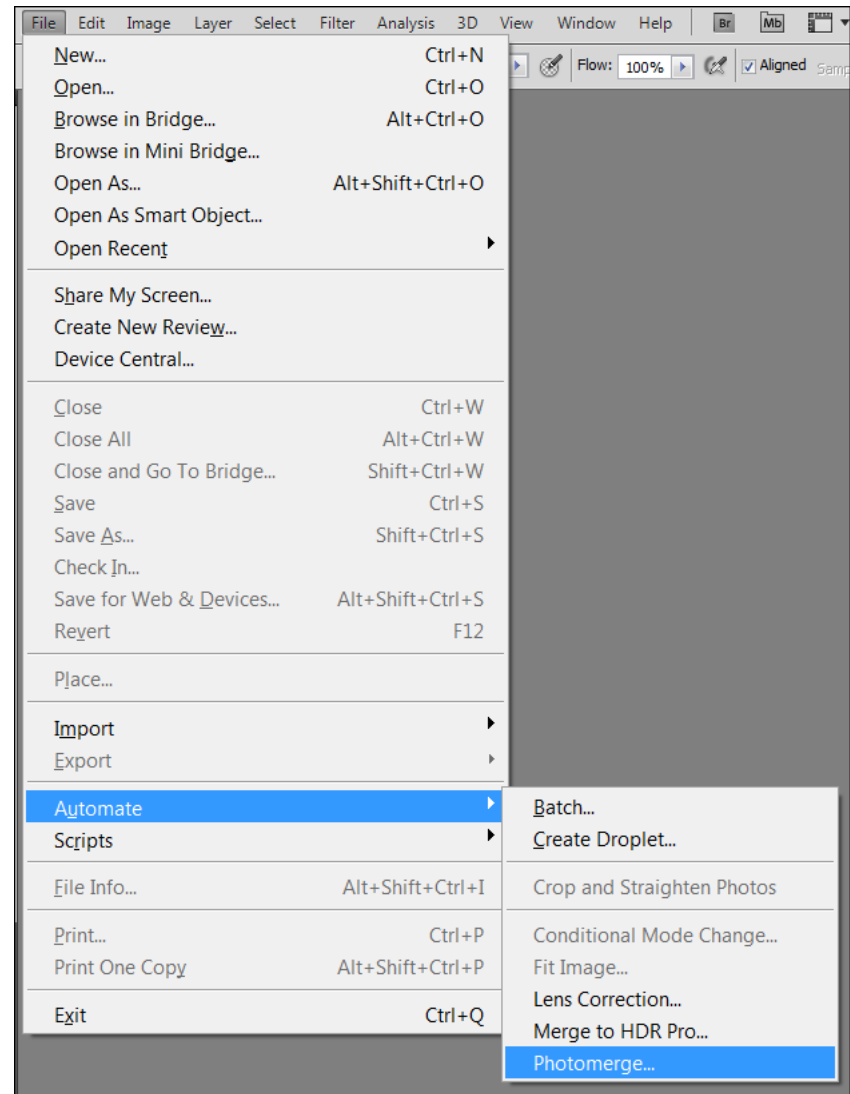 File Edit Image Layer Select Filter Analysis 3D View Window Help Br Mb
Flow: 100% Aligned
New... Ctrl+N
Open... Ctrl+O
Browse in Bridge... Alt+Ctrl+O
Browse in Mini Bridge...
Open As... Alt+Shift+Ctrl+O
Open As Smart Object...
Open Recent
Share My Screen...
Create New Review...
Device Central...
Close Ctrl+W
Close All Alt+Ctrl+W
Close and Go To Bridge... Shift+Ctrl+W
Save Ctrl+S
Save As... Shift+Ctrl+S
Check In...
Save for Web & Devices... Alt+Shift+Ctrl+S
Revert F12
Place...
Import
Export
Automate
Scripts
File Info... Alt+Shift+Ctrl+I
Print... Ctrl+P
Print One Copy Alt+Shift+Ctrl+P
Exit Ctrl+Q
Batch...
Create Droplet...
Crop and Straighten Photos
Conditional Mode Change...
Fit Image...
Lens Correction...
Merge to HDR Pro...
Photomerge...